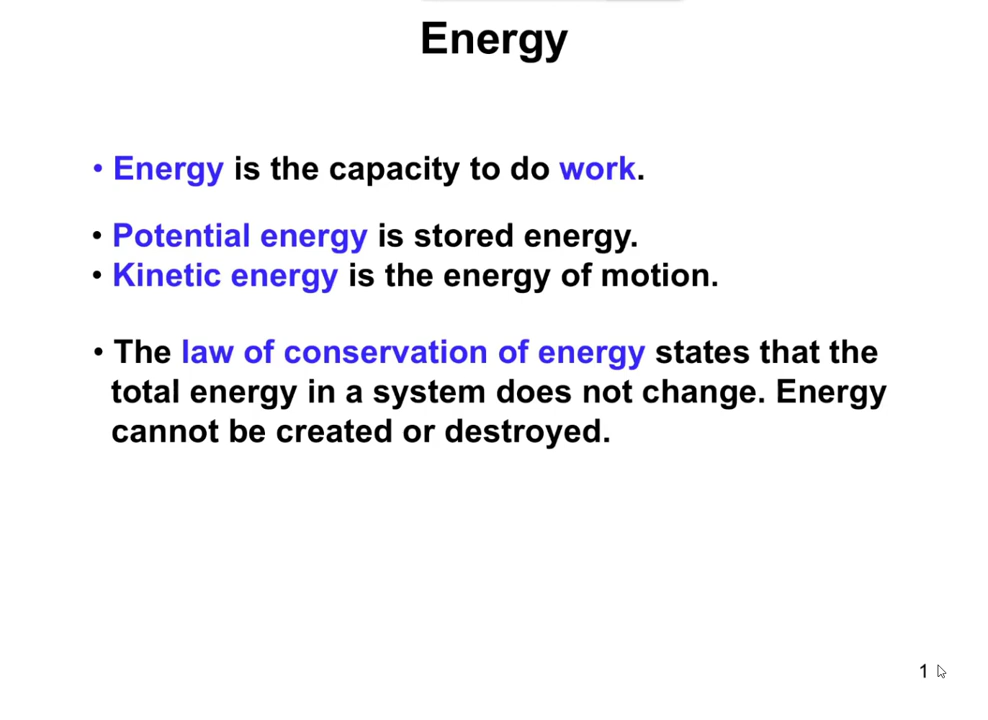 Energy
• Energy is the capacity to do work.
• Potential energy is stored energy.
• Kinetic energy is the energy of motion.
• The law of conservation of energy states that the
total energy in a system does not change. Energy
cannot be created or destroyed.
1